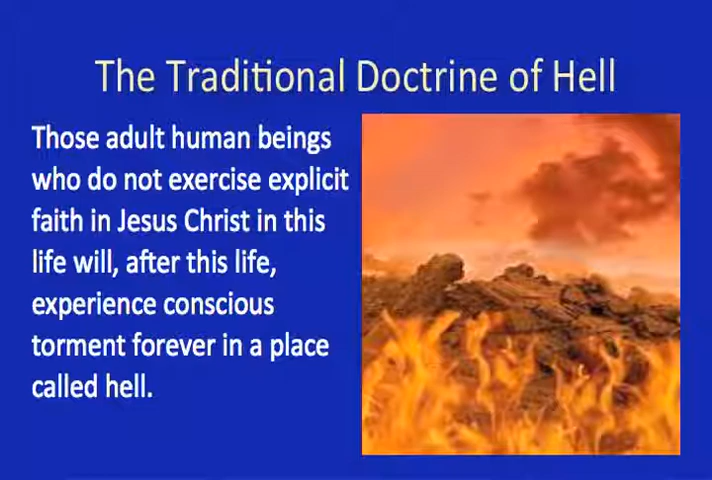 The Traditional Doctrine of Hell
Those adult human beings
who do not exercise explicit
faith in Jesus Christ in this
life will, after this life,
experience conscious
torment forever in a place
called hell.